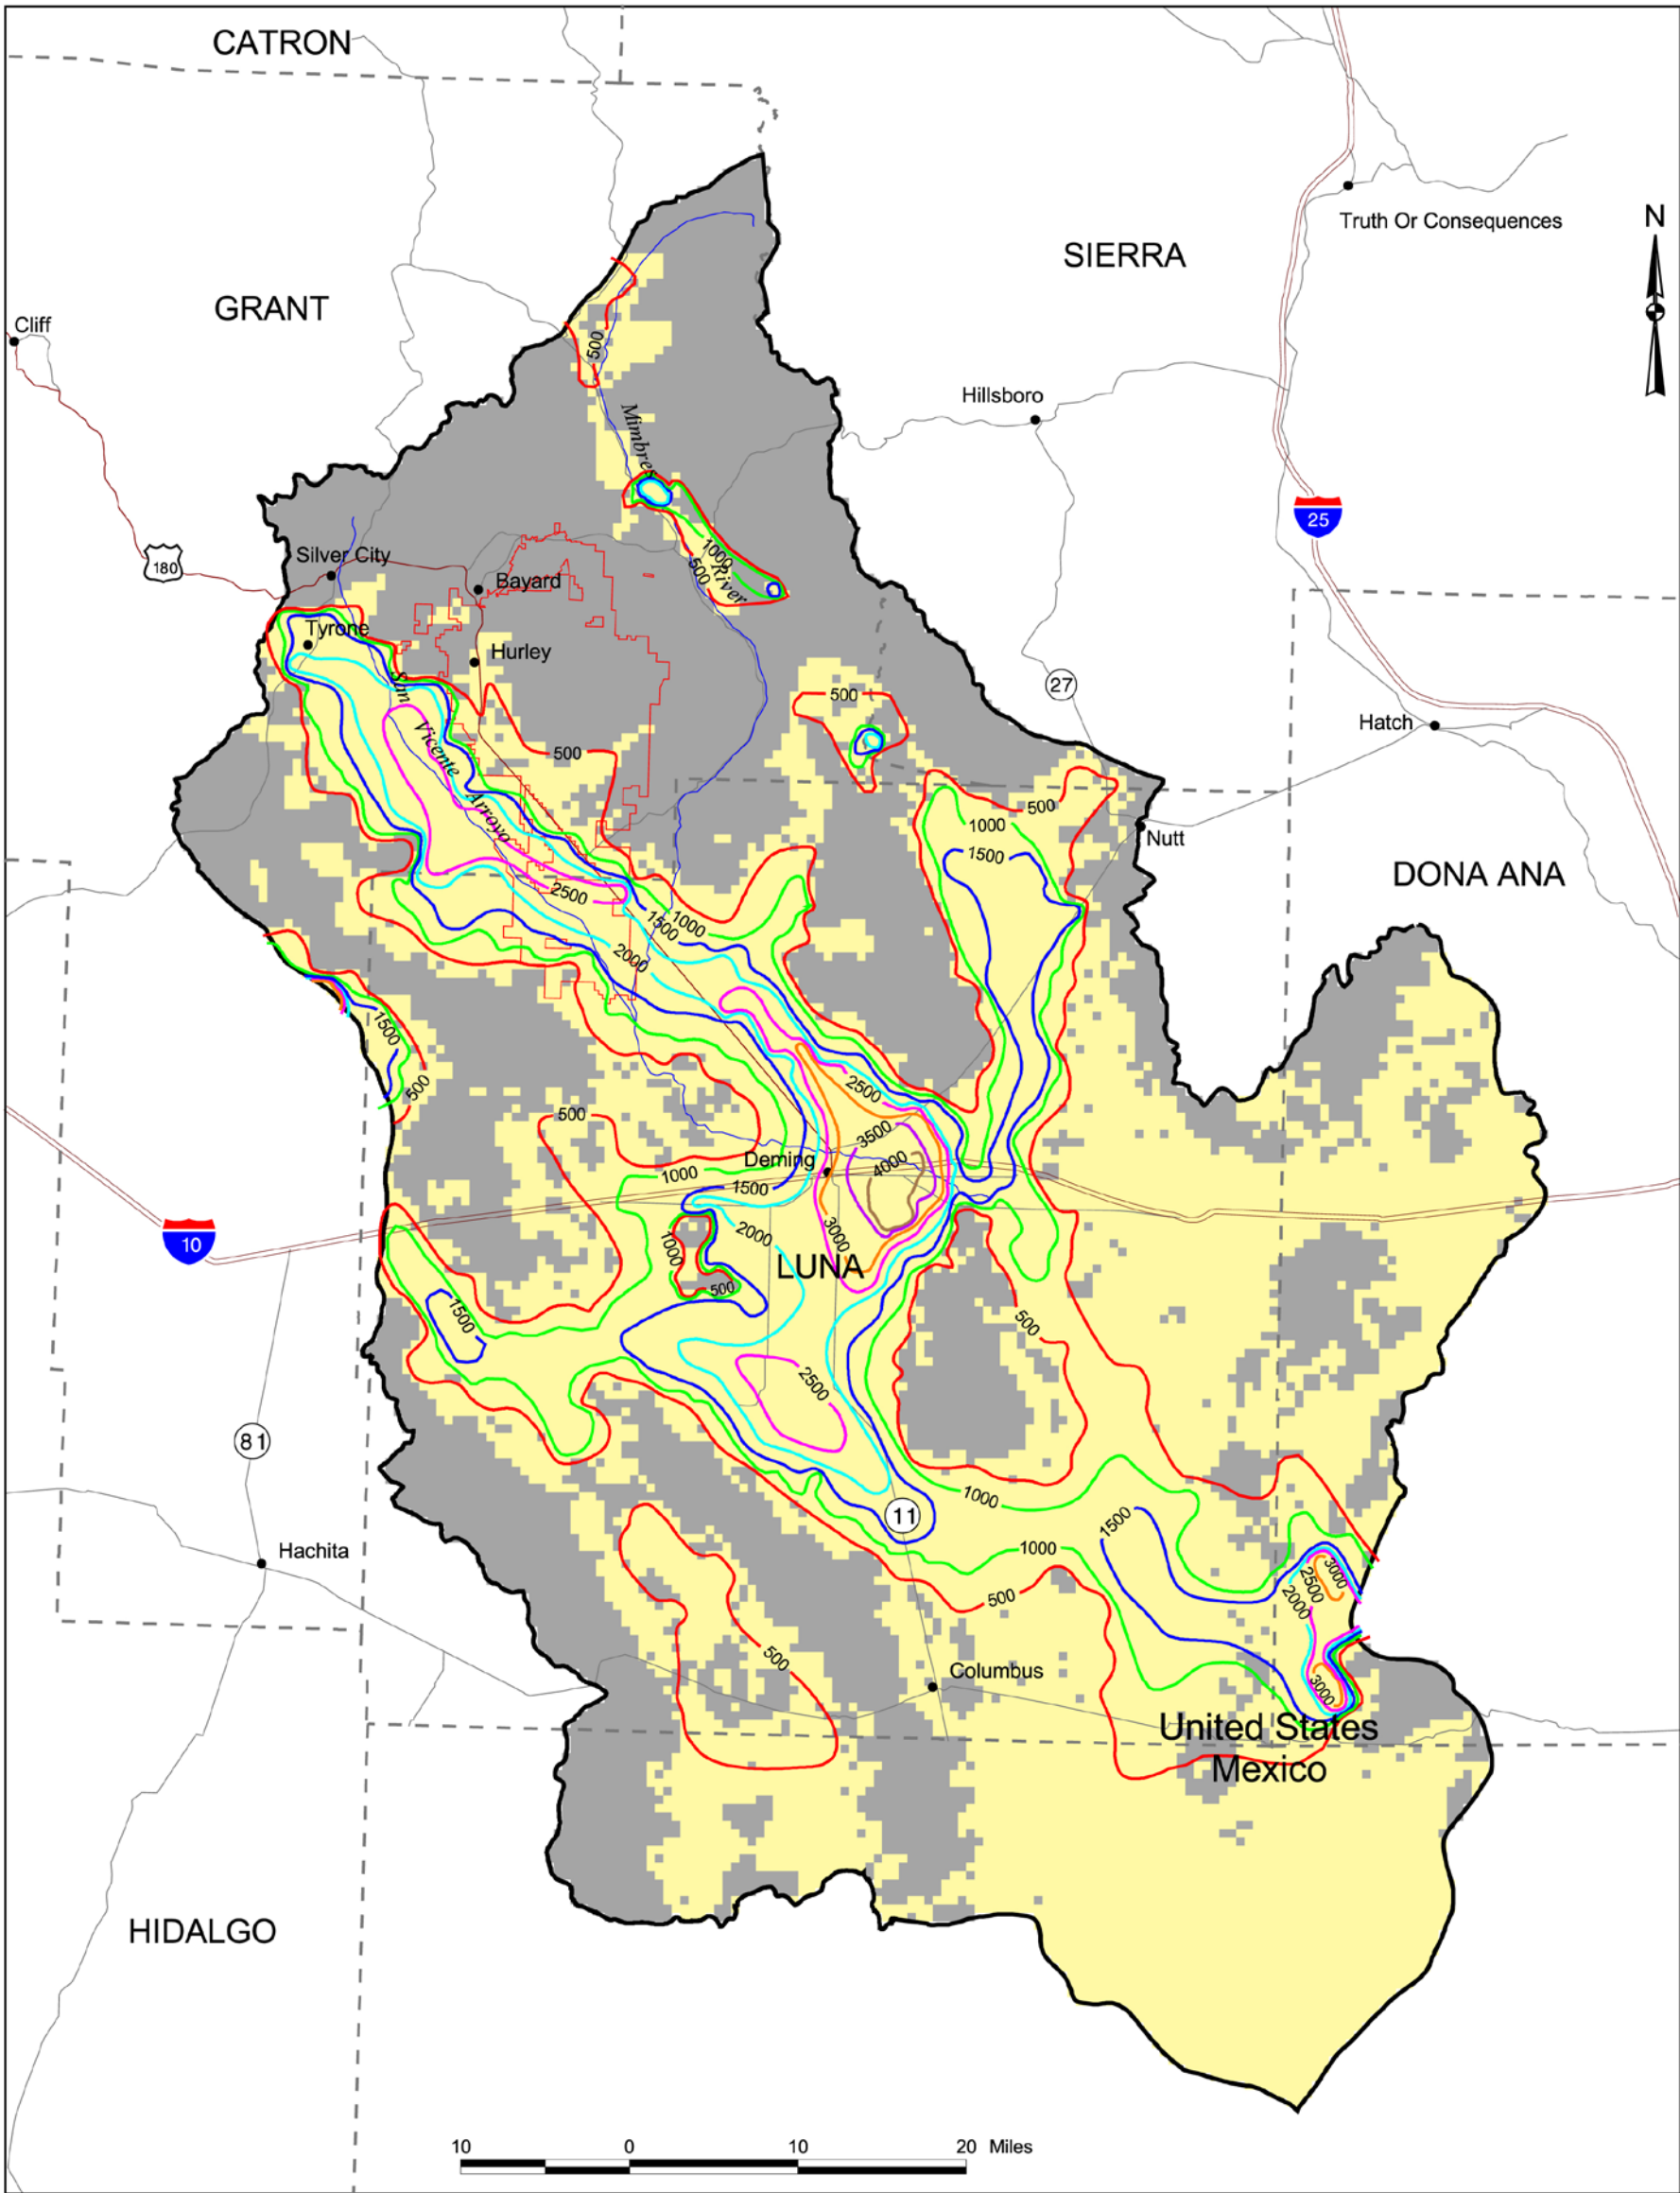 CATRON
N
Truth Or Consequences
SIERRA
GRANT
Cliff
500
Hillsboro
Mimbres
25
1000
500
River
Silver City
180
Bayard
Tyrone
Hurley
27
San
500
Hatch
Vicente
500
500
Arroyo
1000
Nutt
1500
DONA ANA
2500
1000
1500
2000
1500
500
2500
500
3500
Deming
4000
1000
1500
10
2000
3000
1000
LUNA
500
1500
500
2500
81
1000
11
1500
1000
Hachita
3000
2500
2000
500
500
Columbus
3000
United States
Mexico
HIDALGO
10 0 10 20 Miles